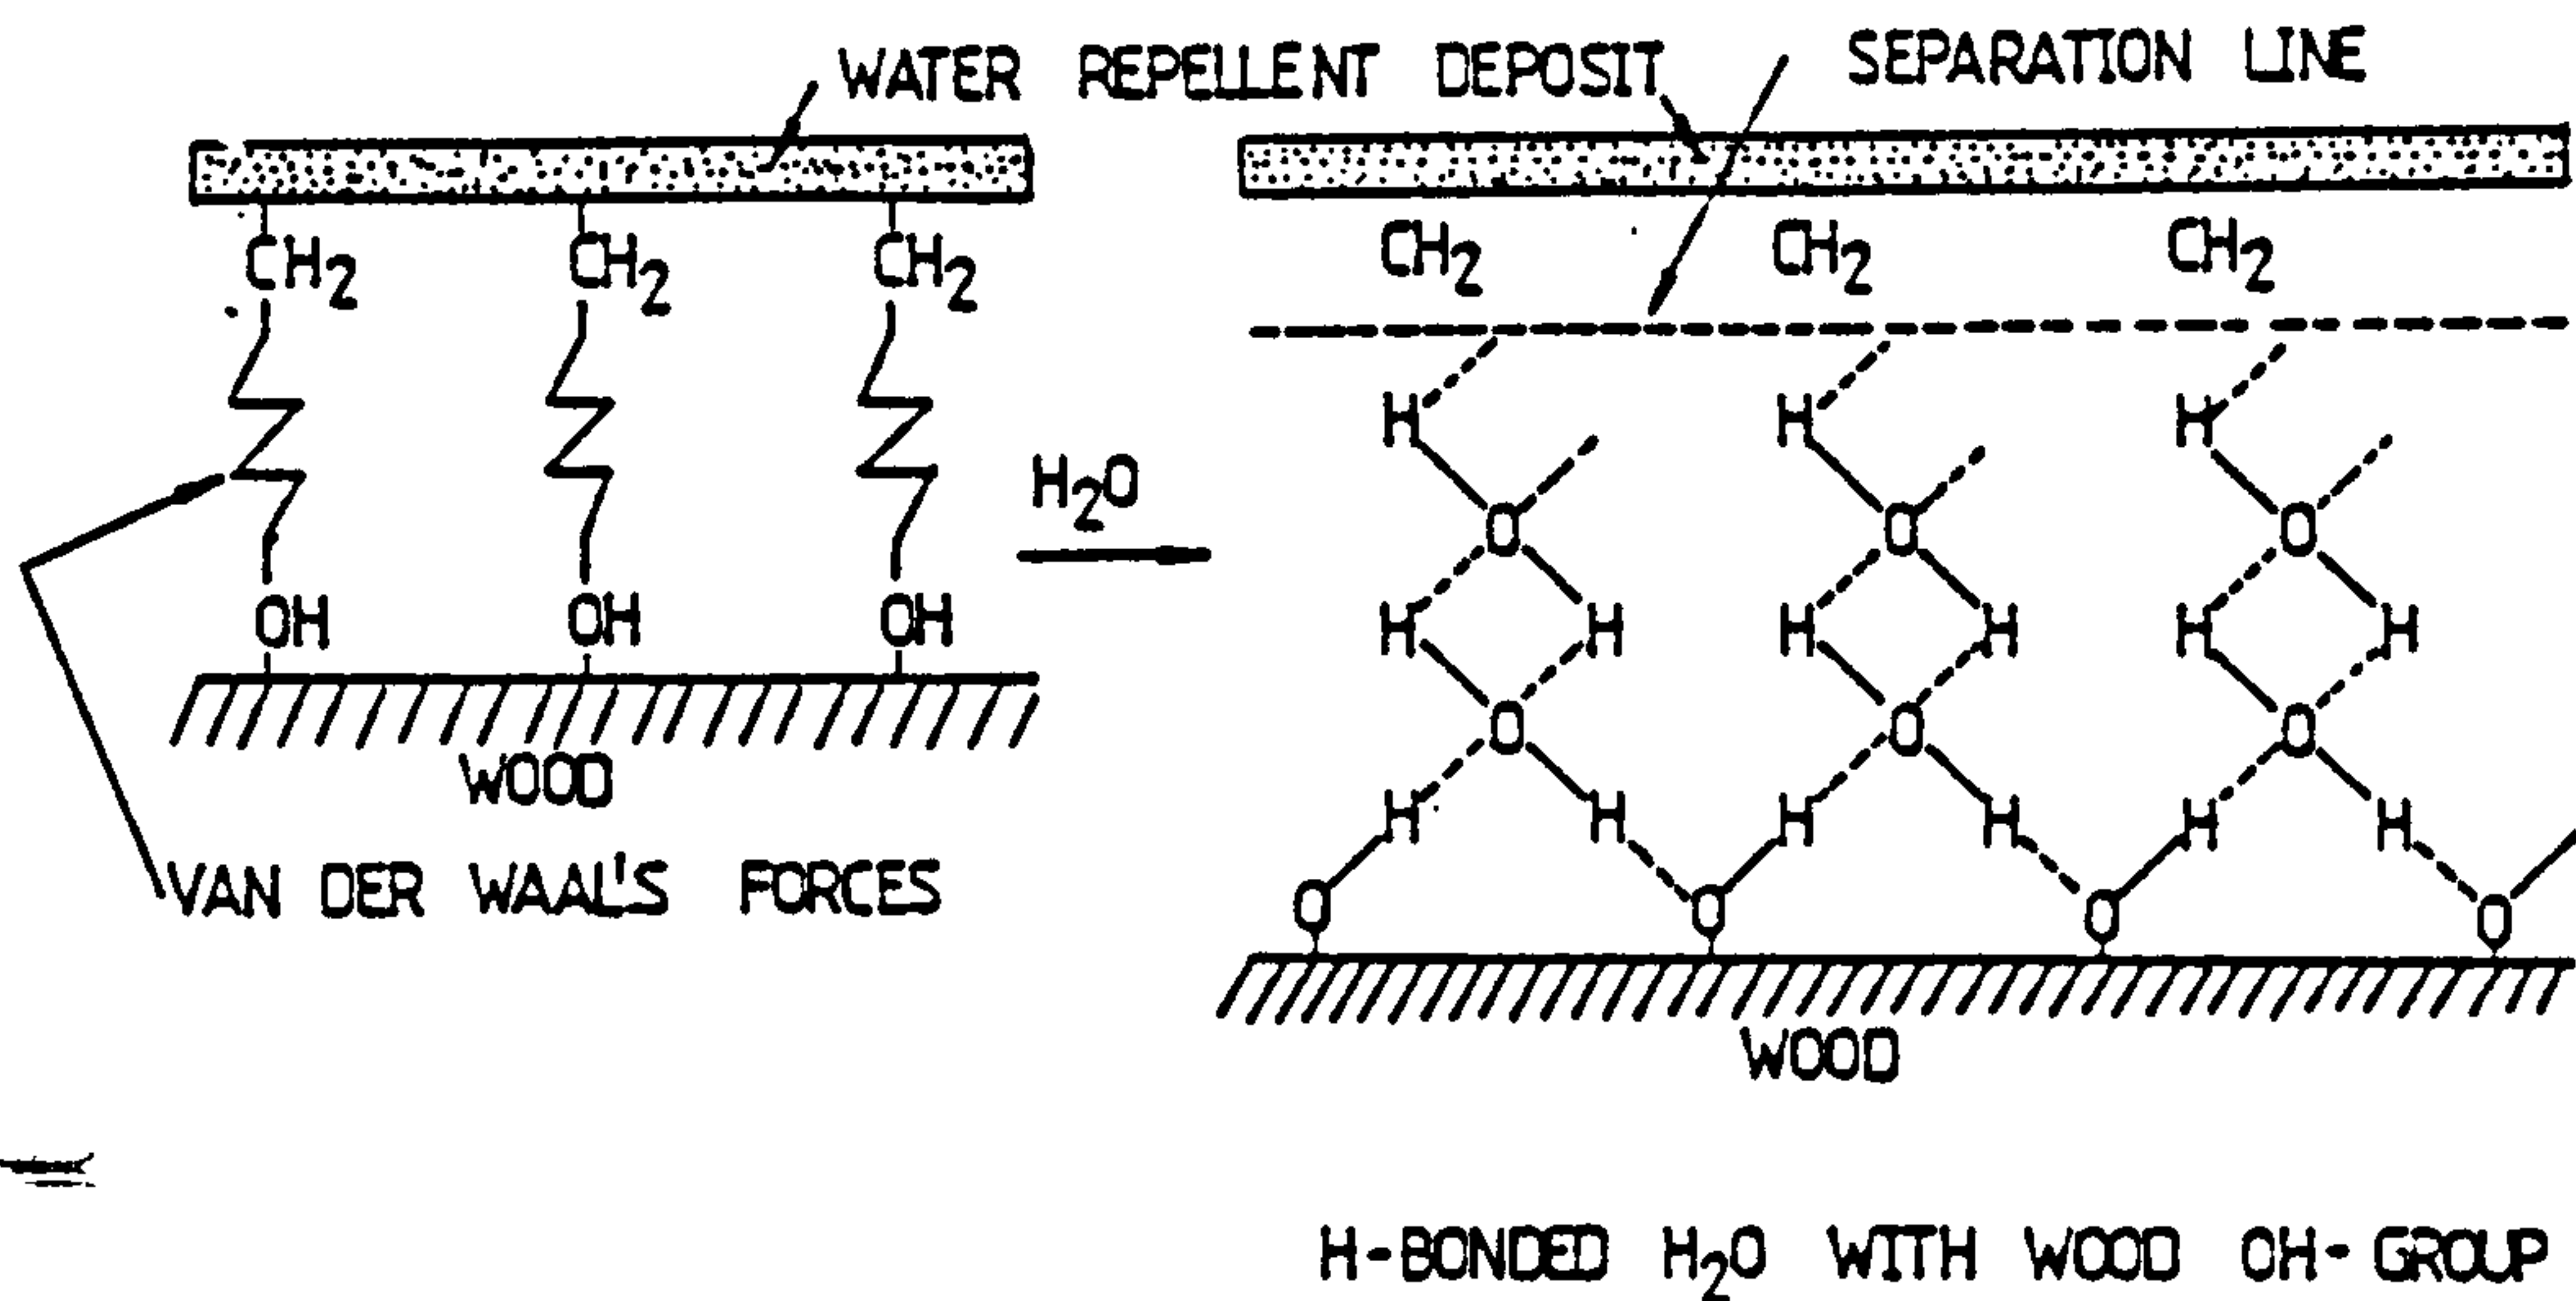 WATER REPELLENT DEPOSIT
SEPARATION LINE
CH2 CH2 CH2
CH2 CH2 CH2
H H H
H2O
O O O
OH OH OH
H H H H H H
O O O
WOOD
H H H H H H
VAN DER WAAL'S FORCES
O O O O
WOOD
H-BONDED H2O WITH WOOD OH-GROUP